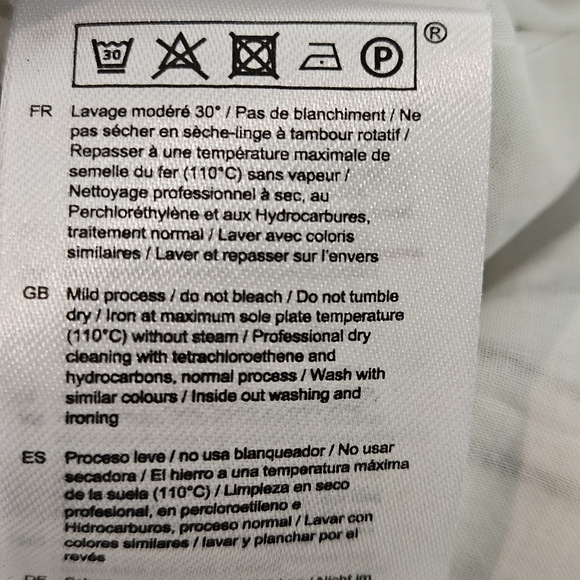 30 P ®
FR Lavage modéré 30° / Pas de blanchiment / Ne
pas sécher en sèche-linge à tambour rotatif /
Repasser à une température maximale de
semelle du fer (110°C) sans vapeur /
Nettoyage professionnel à sec, au
Perchloréthylène et aux Hydrocarbures,
traitement normal / Laver avec coloris
similaires / Laver et repasser sur l'envers
GB Mild process / do not bleach / Do not tumble
dry / Iron at maximum sole plate temperature
(110°C) without steam / Professional dry
cleaning with tetrachloroethene and
hydrocarbons, normal process / Wash with
similar colours / Inside out washing and
ironing
ES Proceso leve / no usa blanqueador / No usar
secadora / El hierro a una temperatura máxima
de la suela (110°C) / Limpieza en seco
profesional, en percloroetileno e
Hidrocarburos, proceso normal / Lavar con
colores similares / lavar y planchar por el
revés